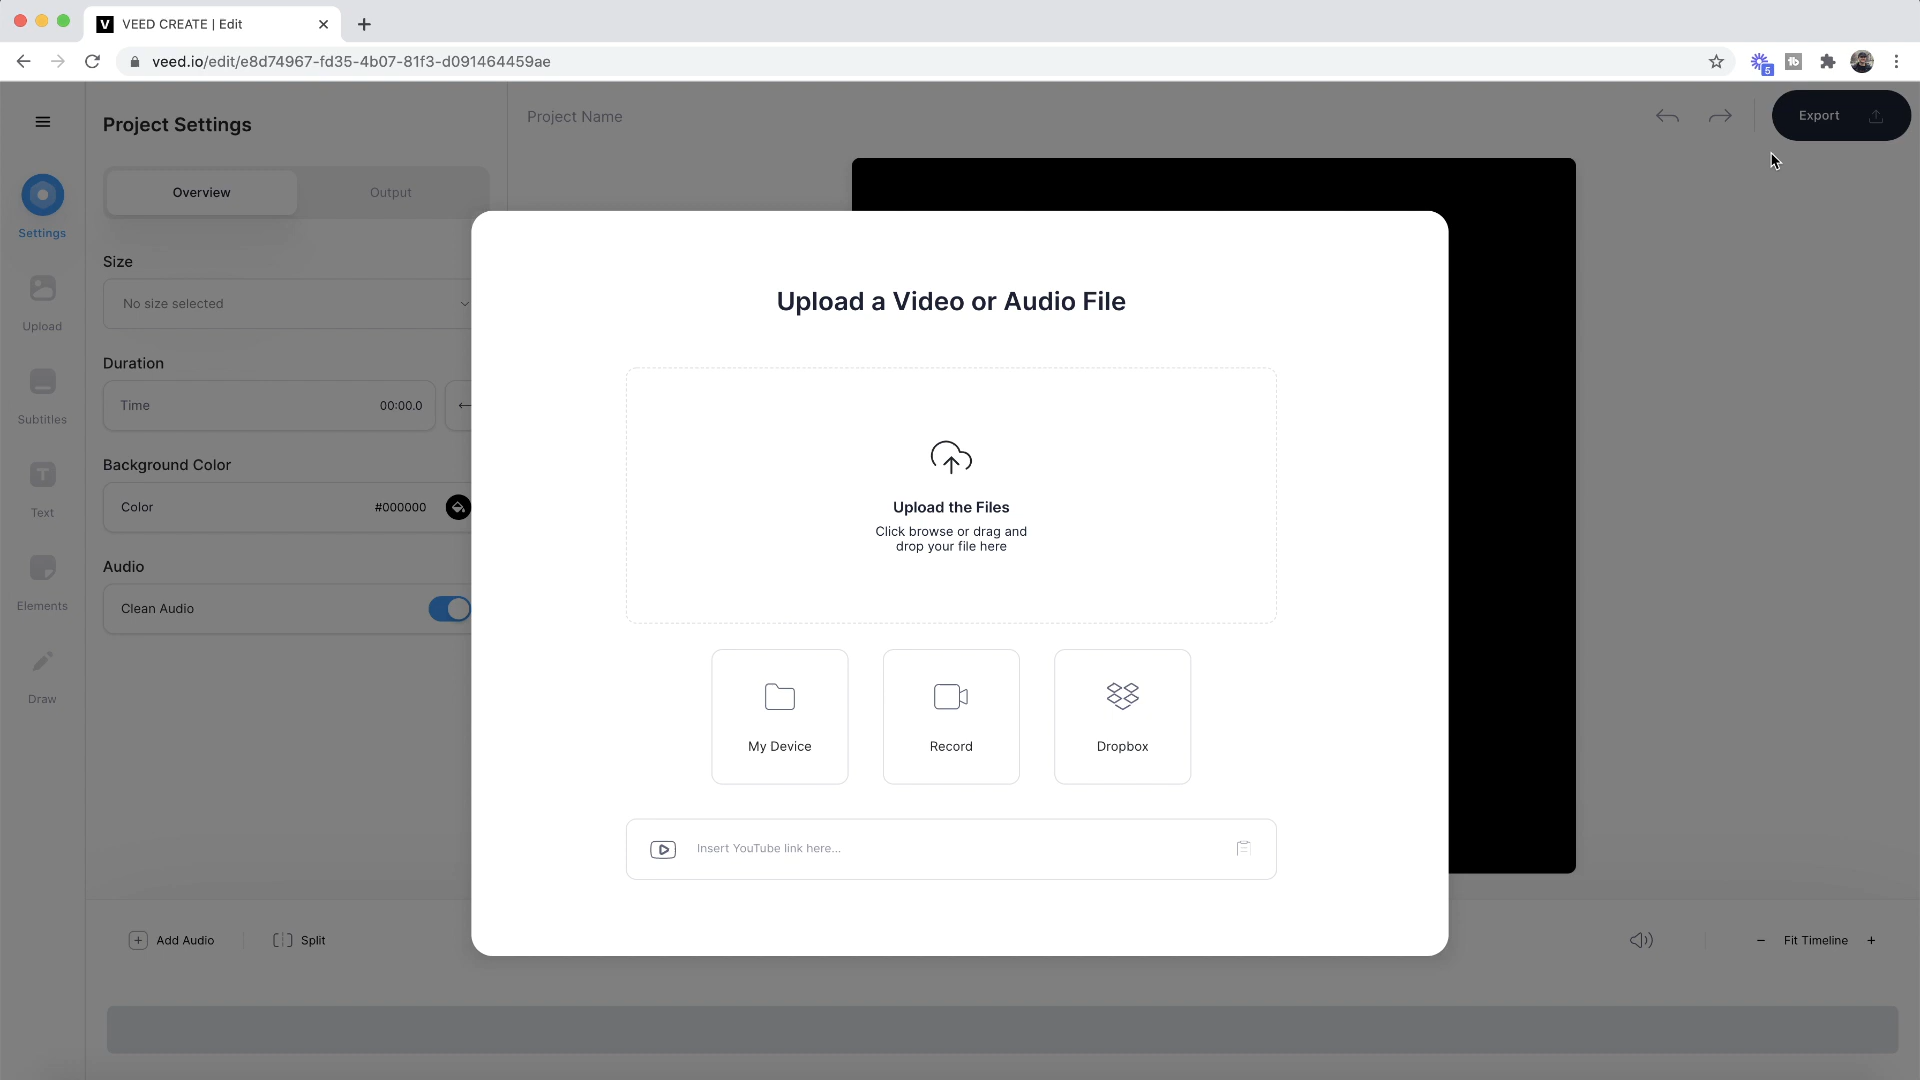 VEED CREATE | Edit
veed.io/edit/e8d74967-fd35-4b07-81f3-d091464459ae
5
Project Settings
Project Name
Export
Overview
Output
Settings
Size
No size selected
Upload
Duration
Time
00:00.0
Subtitles
Background Color
Color
#000000
Text
Audio
Clean Audio
Elements
Draw
Upload a Video or Audio File
Upload the Files
Click browse or drag and
drop your file here
My Device
Record
Dropbox
Insert YouTube link here...
Add Audio
Split
Fit Timeline